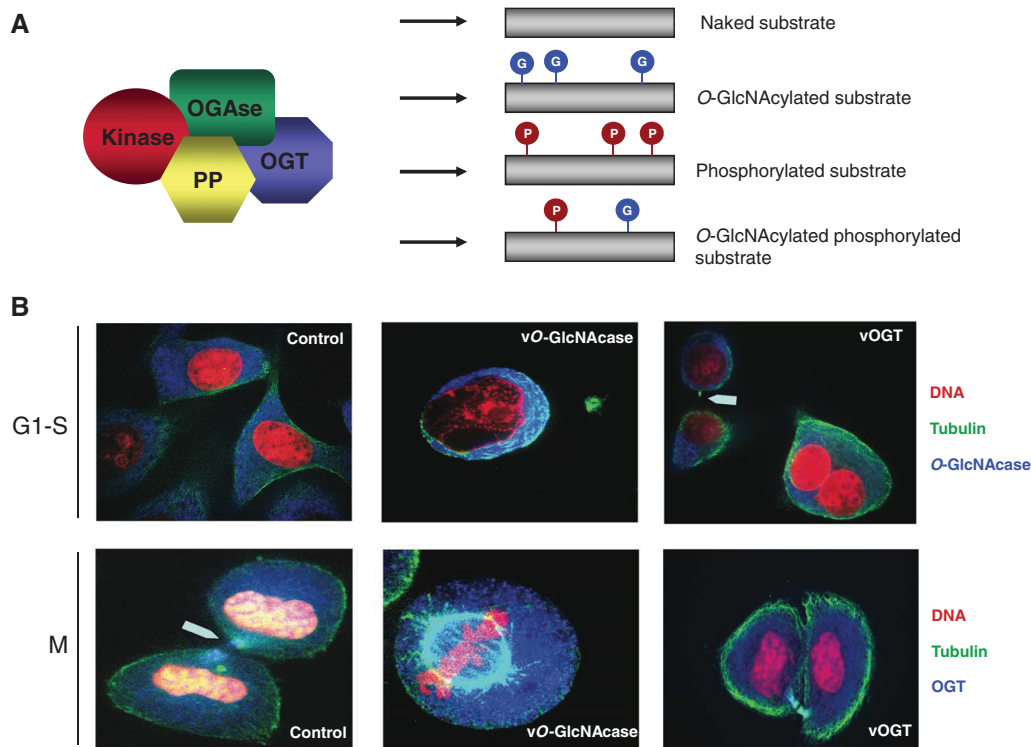 A
Kinase
OGAse
PP
OGT
Naked substrate
G G G
O-GlcNAcylated substrate
P P P
Phosphorylated substrate
P G
O-GlcNAcylated phosphorylated
substrate
B
G1-S
Control
vO-GlcNAcase
vOGT
DNA
Tubulin
O-GlcNAcase
M
Control
vO-GlcNAcase
vOGT
DNA
Tubulin
OGT